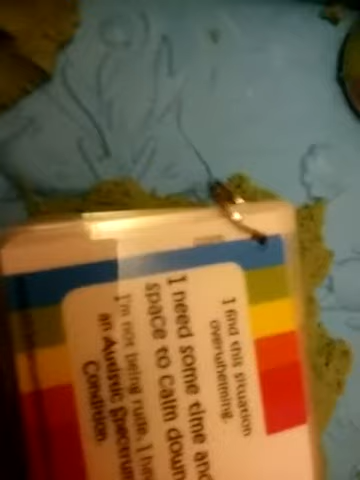 I find this situation
overwhelming.
I need some time and
space to calm down
I'm not being rude. I have
an Autistic Spectrum
Condition.